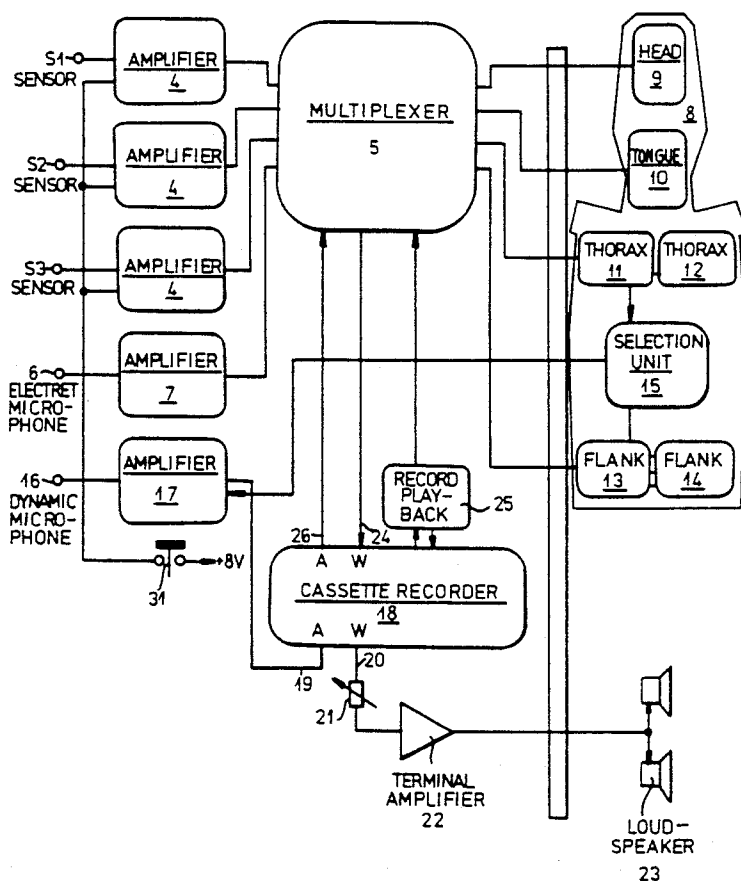 S1
SENSOR
AMPLIFIER
4
S2
SENSOR
AMPLIFIER
4
S3
SENSOR
AMPLIFIER
4
6
ELECTRET
MICRO-
PHONE
AMPLIFIER
7
16
DYNAMIC
MICRO-
PHONE
AMPLIFIER
17
31
+8V
MULTIPLEXER
5
HEAD
9
8
TONGUE
10
THORAX
11
THORAX
12
SELECTION
UNIT
15
FLANK
13
FLANK
14
RECORD
PLAY-
BACK
25
26
24
A W
CASSETTE RECORDER
18
A W
19
20
21
TERMINAL
AMPLIFIER
22
LOUD-
SPEAKER
23